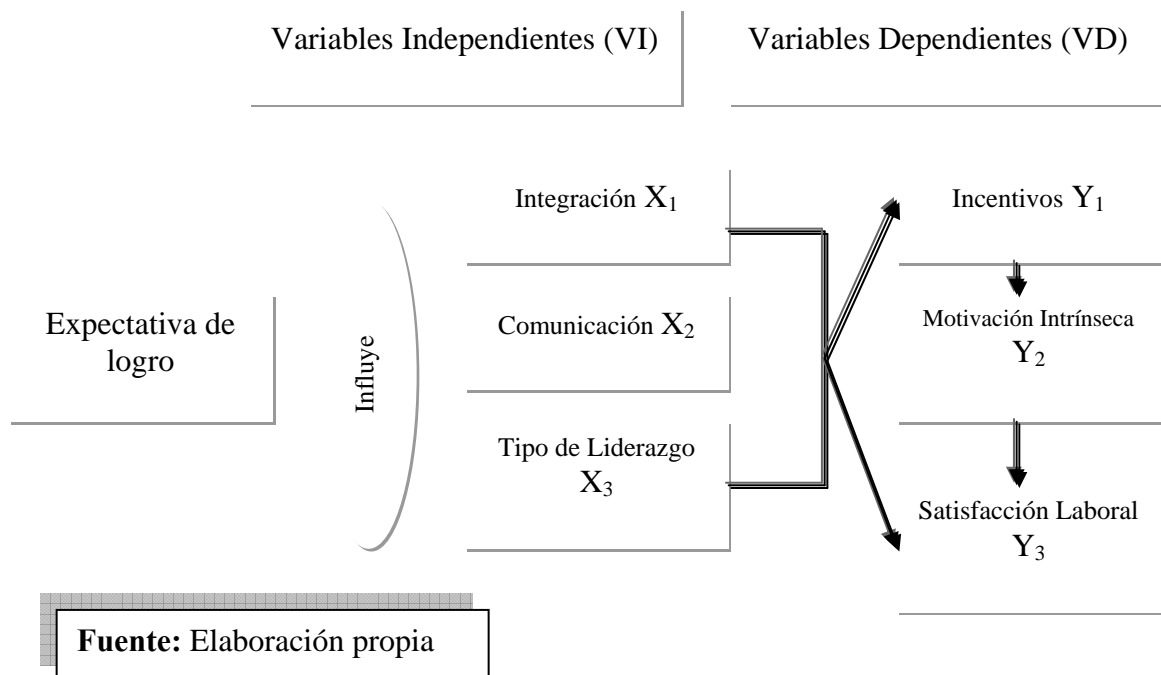 Variables Independientes (VI)
Variables Dependientes (VD)
Expectativa de
logro
Influye
Integración X₁
Comunicación X₂
Tipo de Liderazgo
X₃
Incentivos Y₁
Motivación Intrínseca
Y₂
Satisfacción Laboral
Y₃
Fuente: Elaboración propia